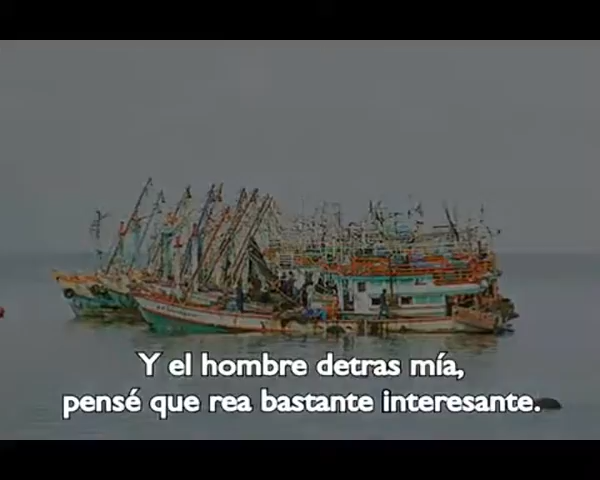 Y el hombre detras mía,
pensé que rea bastante interesante.